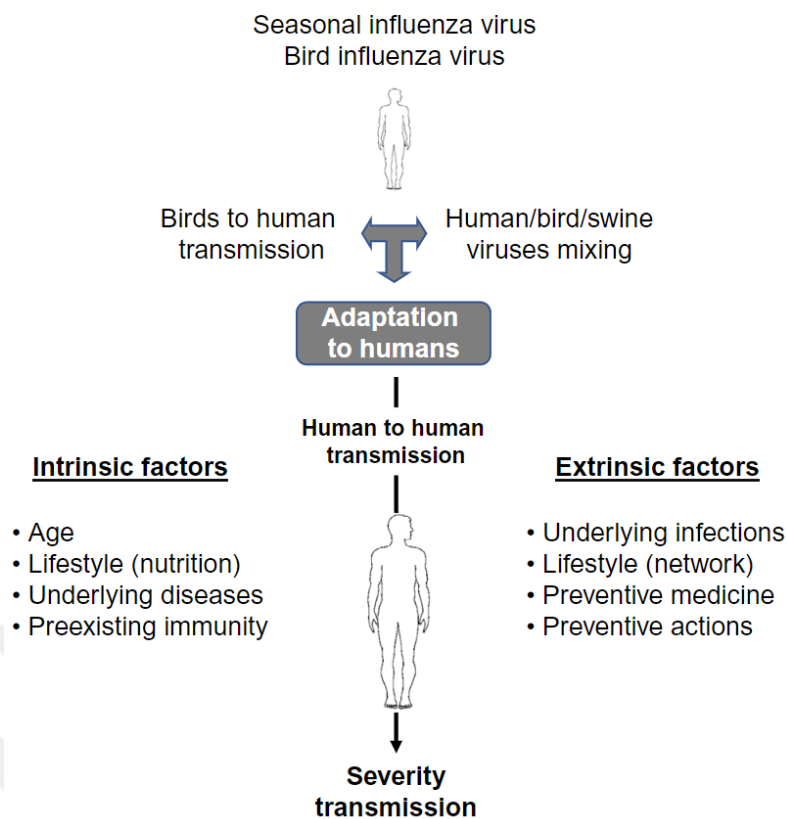 Seasonal influenza virus
Bird influenza virus
Birds to human
transmission
Human/bird/swine
viruses mixing
Adaptation
to humans
Human to human
transmission
Intrinsic factors
• Age
• Lifestyle (nutrition)
• Underlying diseases
• Preexisting immunity
Extrinsic factors
• Underlying infections
• Lifestyle (network)
• Preventive medicine
• Preventive actions
Severity
transmission